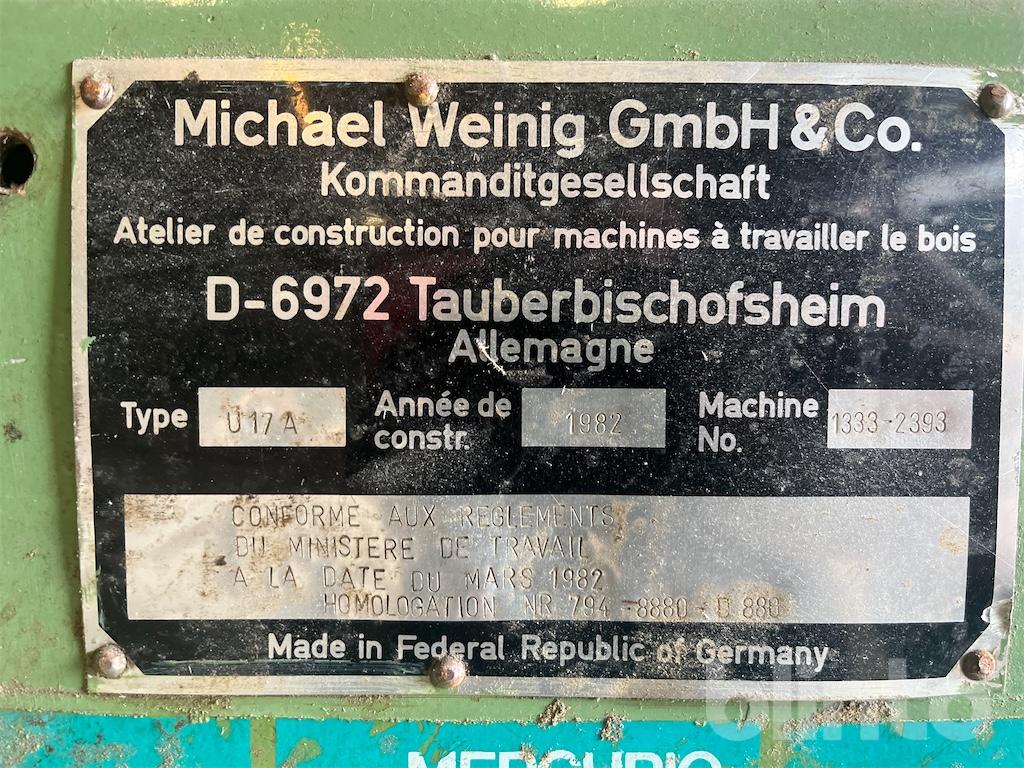 Michael Weinig GmbH & Co.
Kommanditgesellschaft
Atelier de construction pour machines à travailler le bois
D-6972 Tauberbischofsheim
Allemagne
Type U 17 A Année de constr. 1982 Machine No. 1333-2393
CONFORME AUX REGLEMENTS
DU MINISTERE DE TRAVAIL
A LA DATE DU MARS 1982
HOMOLOGATION NR 794-8880-D 880
Made in Federal Republic of Germany
blinto